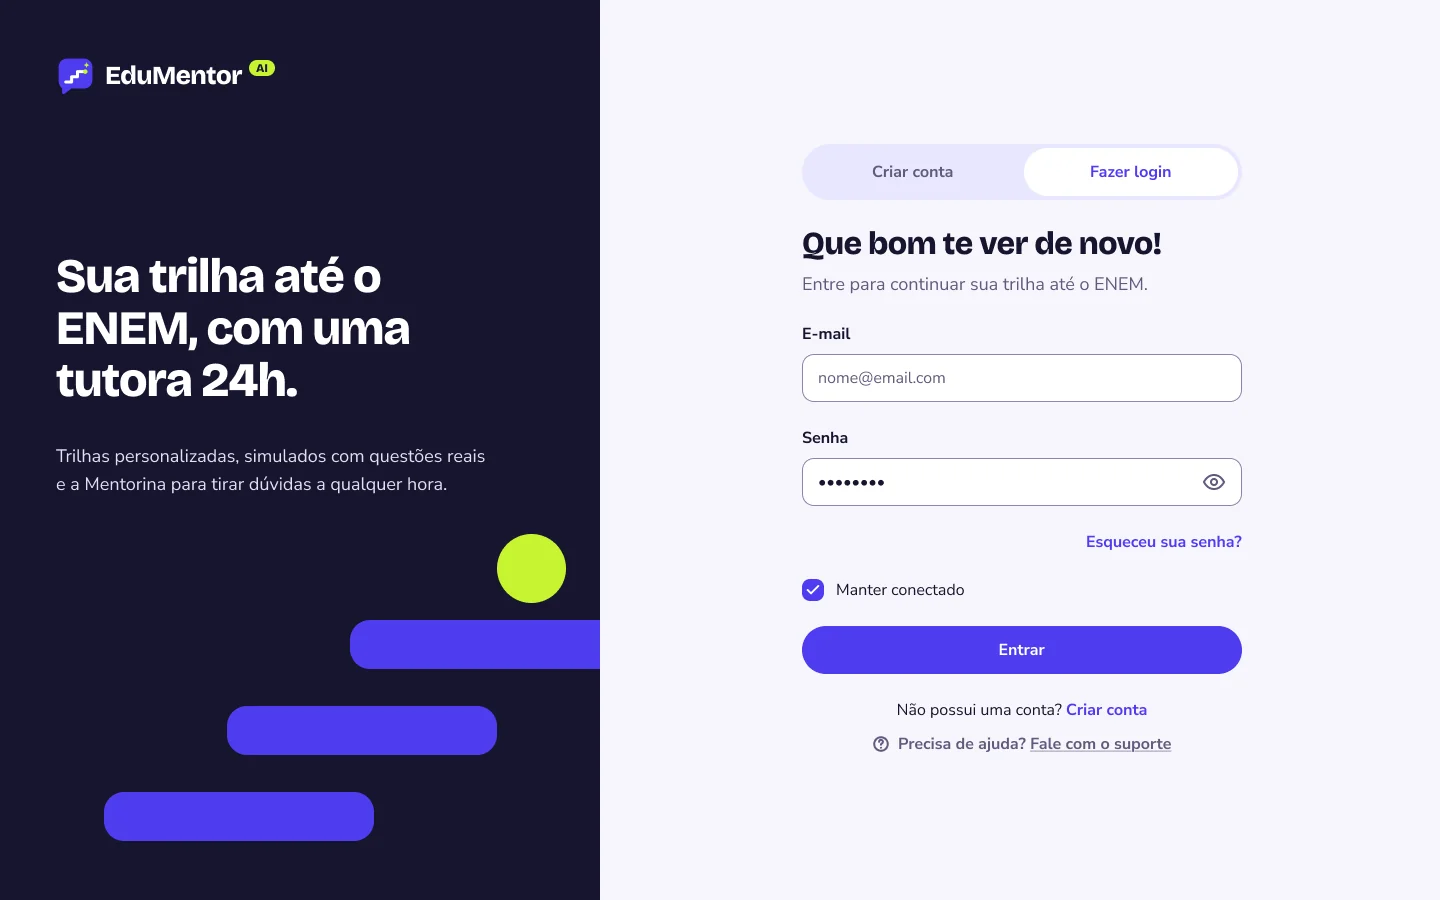 EduMentor AI
Sua trilha até o
ENEM, com uma
tutora 24h.
Trilhas personalizadas, simulados com questões reais
e a Mentorina para tirar dúvidas a qualquer hora.
Criar conta
Fazer login
Que bom te ver de novo!
Entre para continuar sua trilha até o ENEM.
E-mail
nome@email.com
Senha
••••••••
Esqueceu sua senha?
Manter conectado
Entrar
Não possui uma conta? Criar conta
Precisa de ajuda? Fale com o suporte